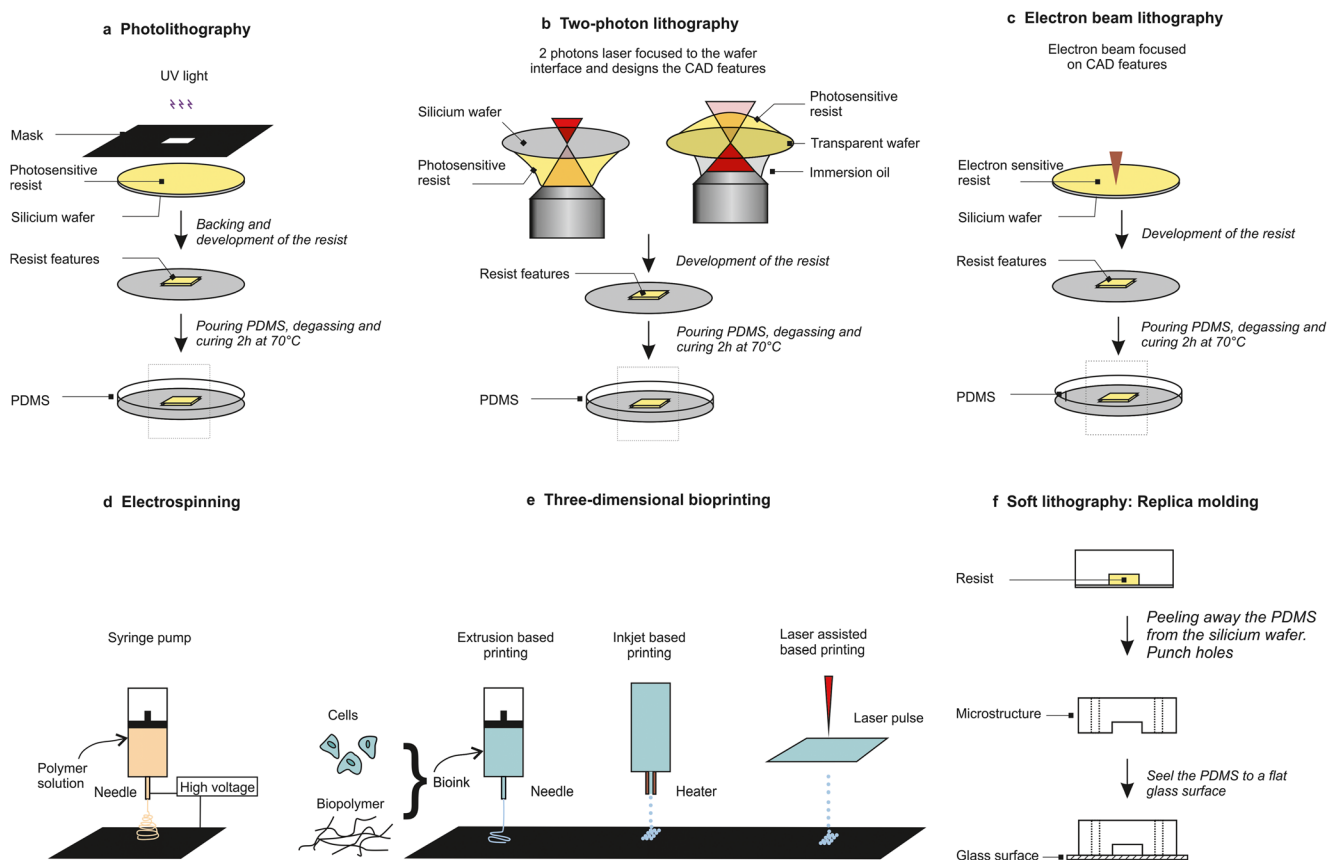 a Photolithography
UV light
Mask
Photosensitive
resist
Silicium wafer
Backing and
development of the resist
Resist features
Pouring PDMS, degassing and
curing 2h at 70°C
PDMS
b Two-photon lithography
2 photons laser focused to the wafer
interface and designs the CAD features
Silicium wafer
Photosensitive
resist
Photosensitive
resist
Transparent wafer
Immersion oil
Development of the resist
Resist features
Pouring PDMS, degassing and
curing 2h at 70°C
PDMS
c Electron beam lithography
Electron beam focused
on CAD features
Electron sensitive
resist
Silicium wafer
Development of the resist
Resist features
Pouring PDMS, degassing and
curing 2h at 70°C
PDMS
d Electrospinning
Syringe pump
Polymer
solution
Needle
High voltage
e Three-dimensional bioprinting
Cells
Biopolymer
Bioink
Extrusion based
printing
Needle
Inkjet based
printing
Heater
Laser assisted
based printing
Laser pulse
f Soft lithography: Replica molding
Resist
Peeling away the PDMS
from the silicium wafer.
Punch holes
Microstructure
Seel the PDMS to a flat
glass surface
Glass surface